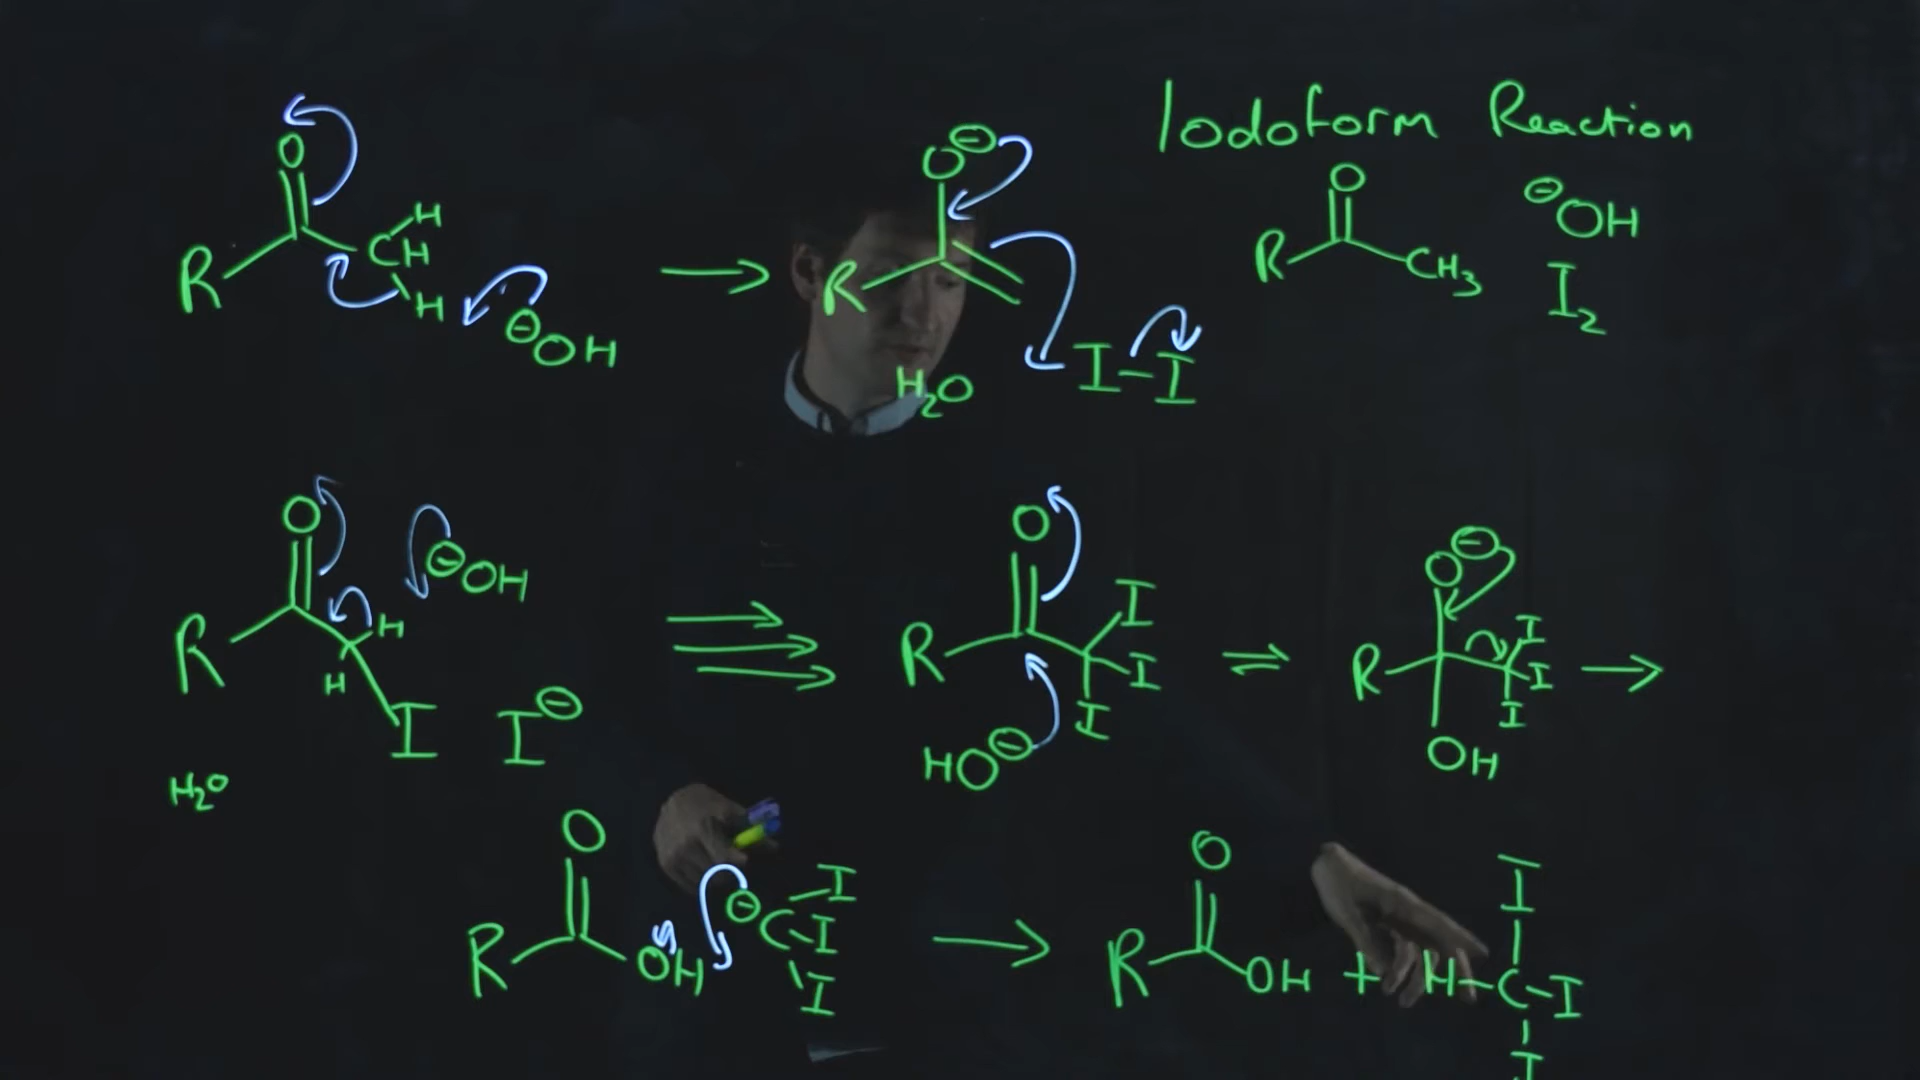 Iodoform Reaction
O
R
CH
H
H
⊖OH
O⊖
R
H₂O
I-I
O
R
CH₃
⊖OH
I₂
O
R
H
H
I
⊖OH
I⊖
H₂O
O
R
I
I
I
HO⊖
O⊖
R
I
I
I
OH
O
R
OH
⊖C
I
I
I
O
R
OH + H-C-I
I
I